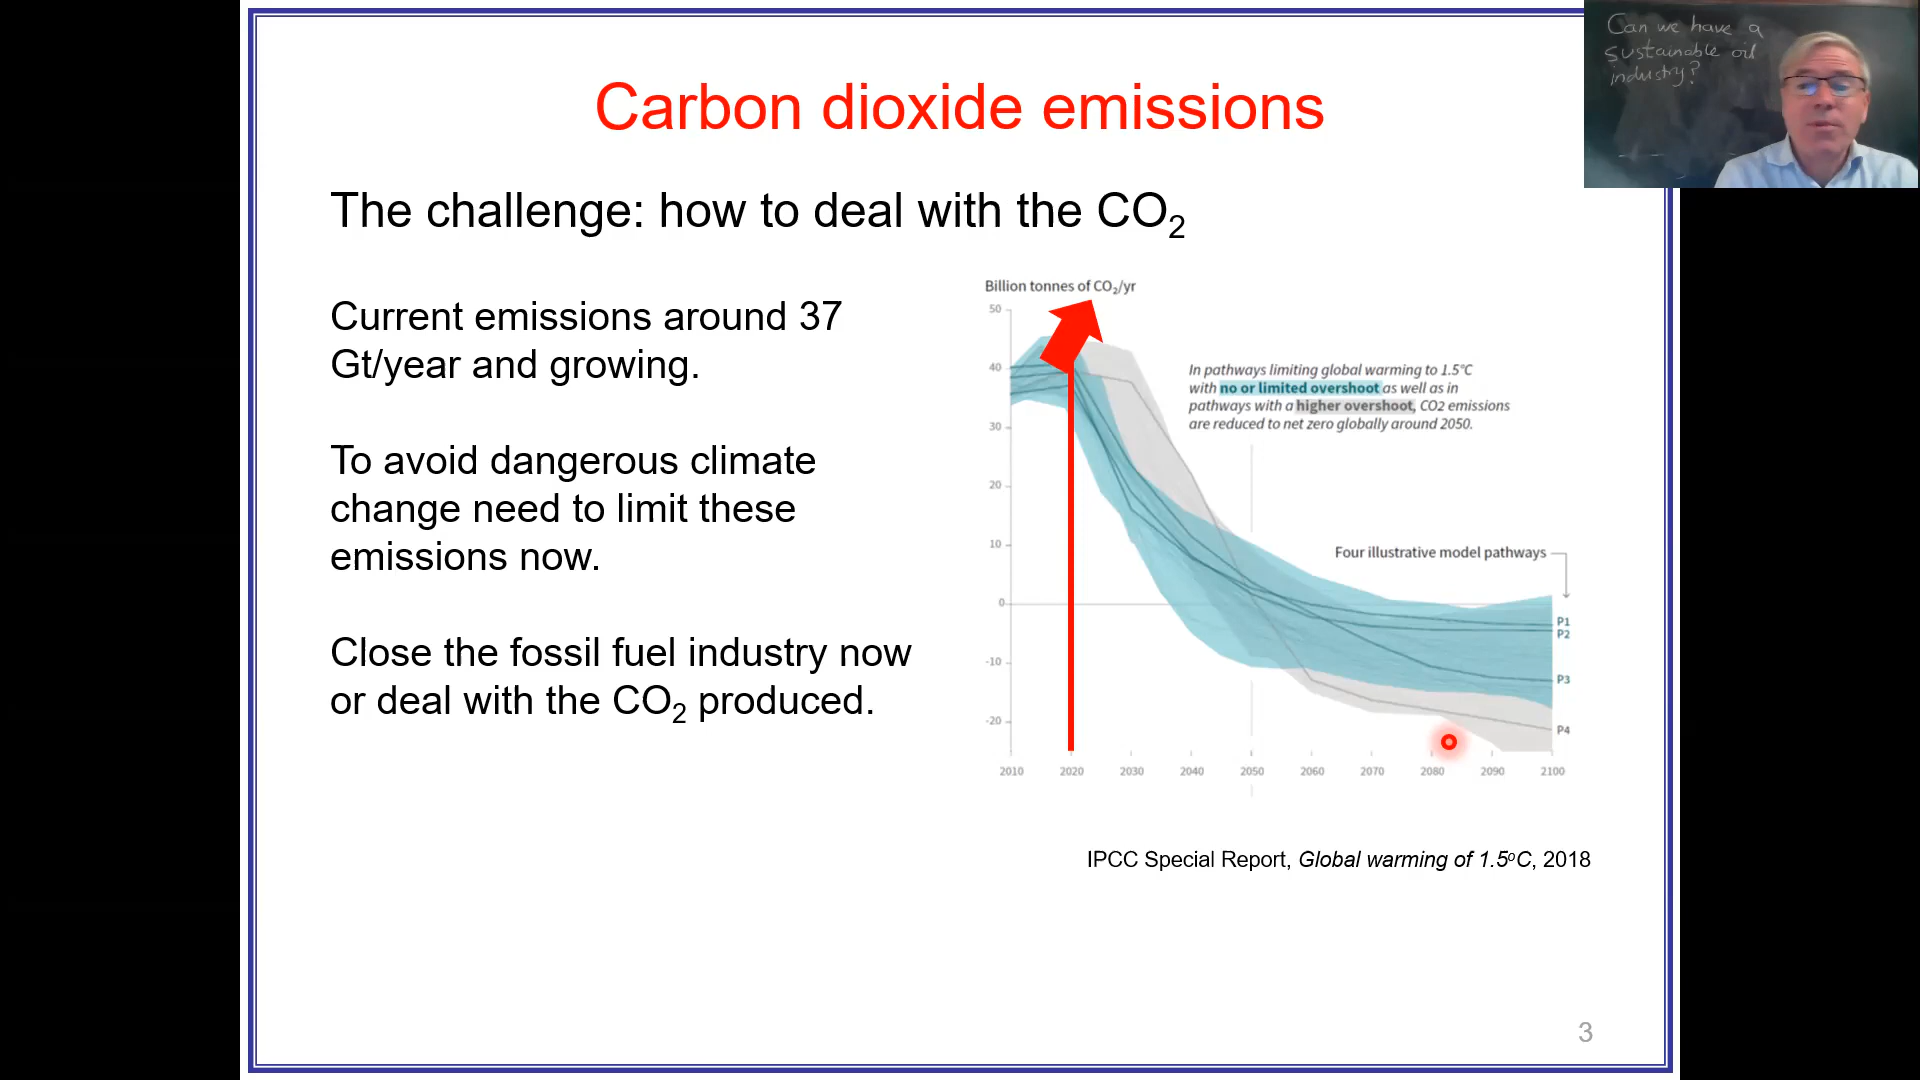 Can we have a
sustainable oil
industry?
Carbon dioxide emissions
The challenge: how to deal with the CO₂
Current emissions around 37
Gt/year and growing.
To avoid dangerous climate
change need to limit these
emissions now.
Close the fossil fuel industry now
or deal with the CO₂ produced.
Billion tonnes of CO₂/yr
50
40
30
20
10
0
-10
-20
In pathways limiting global warming to 1.5°C
with no or limited overshoot as well as in
pathways with a higher overshoot, CO2 emissions
are reduced to net zero globally around 2050.
Four illustrative model pathways
P1
P2
P3
P4
2010 2020 2030 2040 2050 2060 2070 2080 2090 2100
IPCC Special Report, Global warming of 1.5ºC, 2018
3